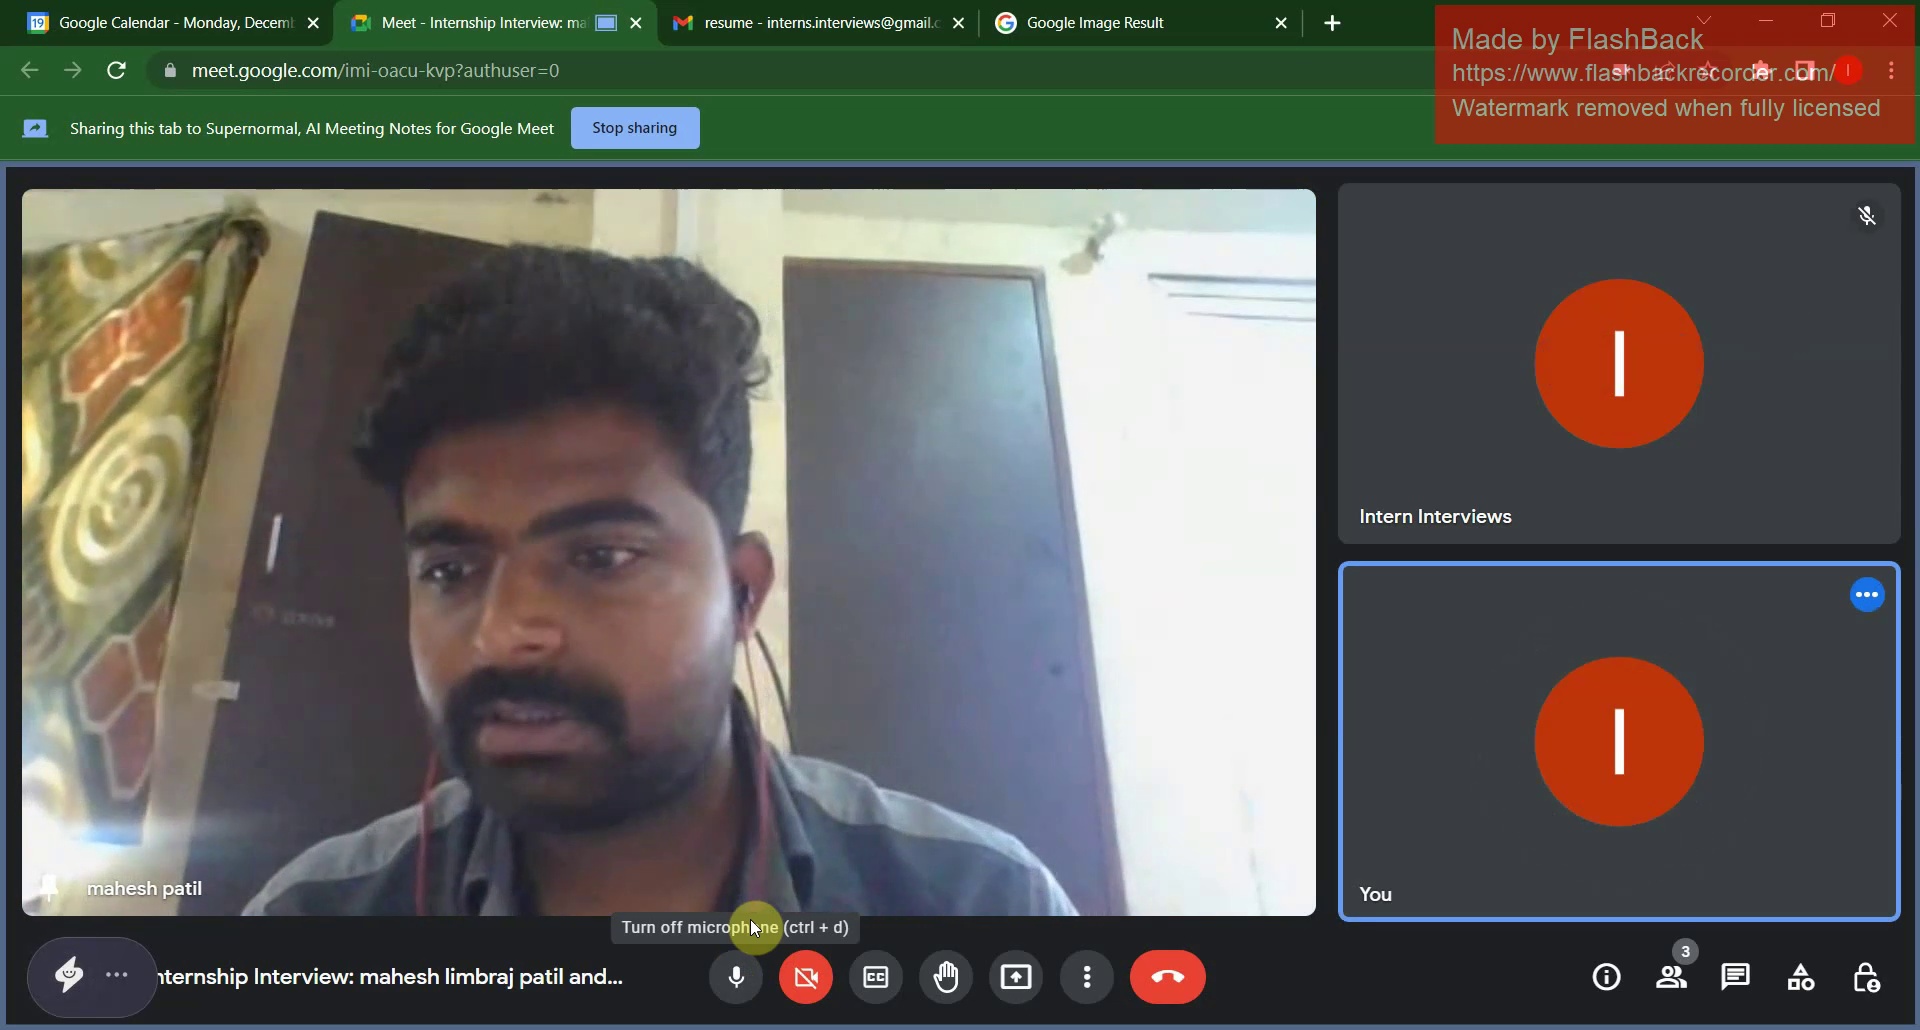 19
Google Calendar - Monday, Decem
Meet - Internship Interview: ma
resume - interns.interviews@gmail.c
Google Image Result
Made by FlashBack
https://www.flashbackrecorder.com/
Watermark removed when fully licensed
meet.google.com/imi-oacu-kvp?authuser=0
I
Sharing this tab to Supernormal, AI Meeting Notes for Google Meet
Stop sharing
I
Intern Interviews
I
You
mahesh patil
Turn off microphone (ctrl + d)
nternship Interview: mahesh limbraj patil and...
CC
3